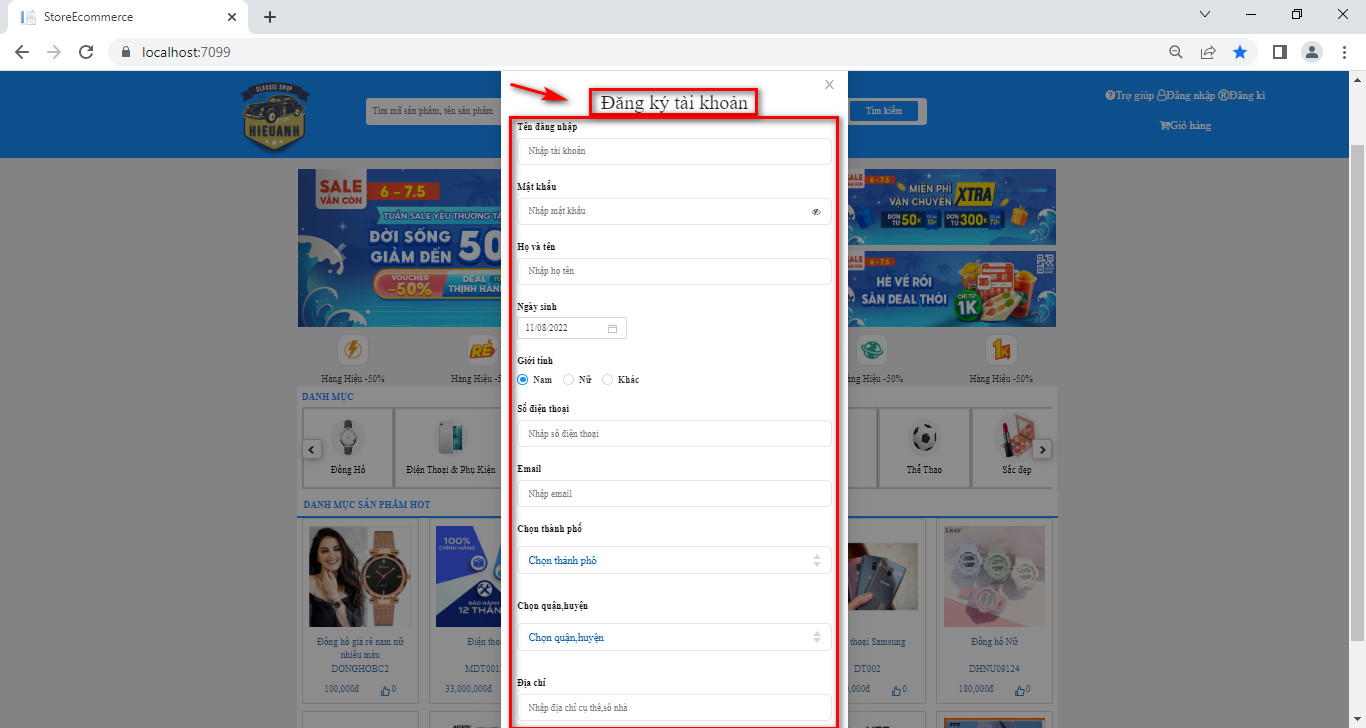 StoreEcommerce
localhost:7099
CLASSIC SHOP
HIEUANH
Tìm mã sản phẩm, tên sản phẩm
Tìm kiếm
Trợ giúp Đăng nhập ®Đăng kí
Giỏ hàng
Đăng ký tài khoản
Tên đăng nhập
Nhập tài khoản
Mật khẩu
Nhập mật khẩu
Họ và tên
Nhập họ tên
Ngày sinh
11/08/2022
Giới tính
Nam Nữ Khác
Số điện thoại
Nhập số điện thoại
Email
Nhập email
Chọn thành phố
Chọn thành phố
Chọn quận,huyện
Chọn quận,huyện
Địa chỉ
Nhập địa chỉ cụ thể,số nhà
SALE
VẪN CÒN
6 - 7.5
TUẦN SALE YÊU THƯƠNG
ĐỜI SỐNG
GIẢM ĐẾN 50
VOUCHER
-50%
DEAL
THỊNH HÀN
SALE
6-7.5
MIỄN PHÍ
VẬN CHUYỂN
XTRA
ĐƠN TỪ 50K
ĐƠN TỪ 300K
SALE
6-7.5
HÈ VỀ RỒI
SĂN DEAL THÔI
CHỈ TỪ
1K
RẺ
1K
Hàng Hiệu -50%
Hàng Hiệu -5
ng Hiệu -50%
Hàng Hiệu -50%
DANH MỤC
Đồng Hồ
Điện Thoại & Phụ Kiện
Thể Thao
Sắc đẹp
DANH MỤC SẢN PHẨM HOT
Đồng hồ giá rẻ nam nữ
nhiều màu
DONGHOBC2
100,000đ
0
100%
CHÍNH HÃNG
BẢO HÀNH
12 THÁN
Điện tho
MDT001
33,000,000đ
thoại Samsung
DT002
,000đ
0
Licer
Đồng hồ Nữ
DHNU09124
180,000đ
0